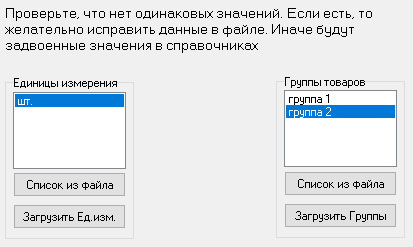 Проверьте, что нет одинаковых значений. Если есть, то
желательно исправить данные в файле. Иначе будут
задвоенные значения в справочниках
Единицы измерения
шт.
Список из файла
Загрузить Ед.изм.
Группы товаров
группа 1
группа 2
Список из файла
Загрузить Группы